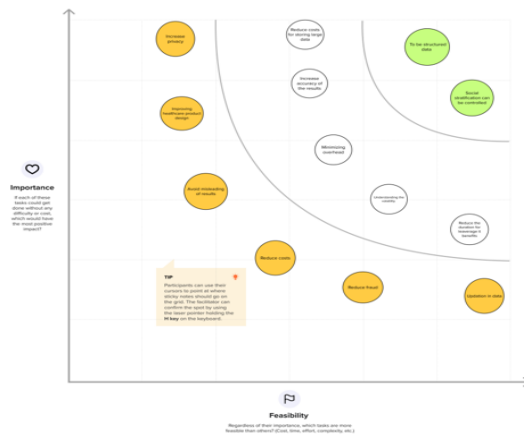 Increase
privacy
Reduce costs
for storing large
data
To be structured
data
Increase
accuracy of
the results.
Social
stratification can
be controlled
Improving
healthcare product
design
Minimizing
overhead
Avoid misleading
of results
Understanding the
Reduce the
duration for
leaverage it
benefits
Reduce costs
Reduce fraud
Updation in data
Importance
If each of these
tasks could get
done without any
difficulty or cost,
which would have
the most positive
impact?
TIP
Participants can use their
cursors to point at where
sticky notes should go on
the grid. The facilitator can
confirm the spot by using
the laser pointer holding the
H key on the keyboard.
Feasibility
Regardless of their importance, which tasks are more
feasible than others? (Cost, time, effort, complexity, etc.)